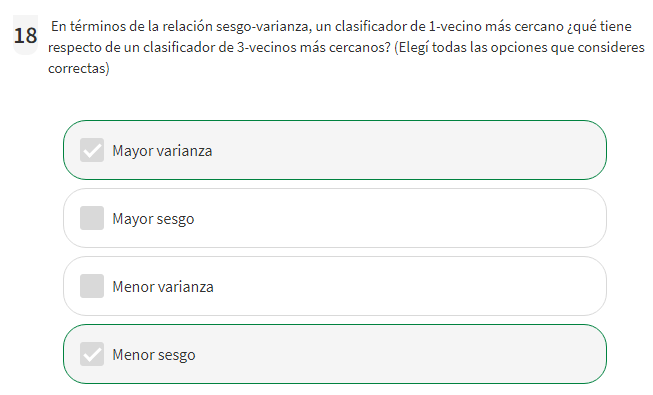 18 En términos de la relación sesgo-varianza, un clasificador de 1-vecino más cercano ¿qué tiene
respecto de un clasificador de 3-vecinos más cercanos? (Elegí todas las opciones que consideres
correctas)
Mayor varianza
Mayor sesgo
Menor varianza
Menor sesgo